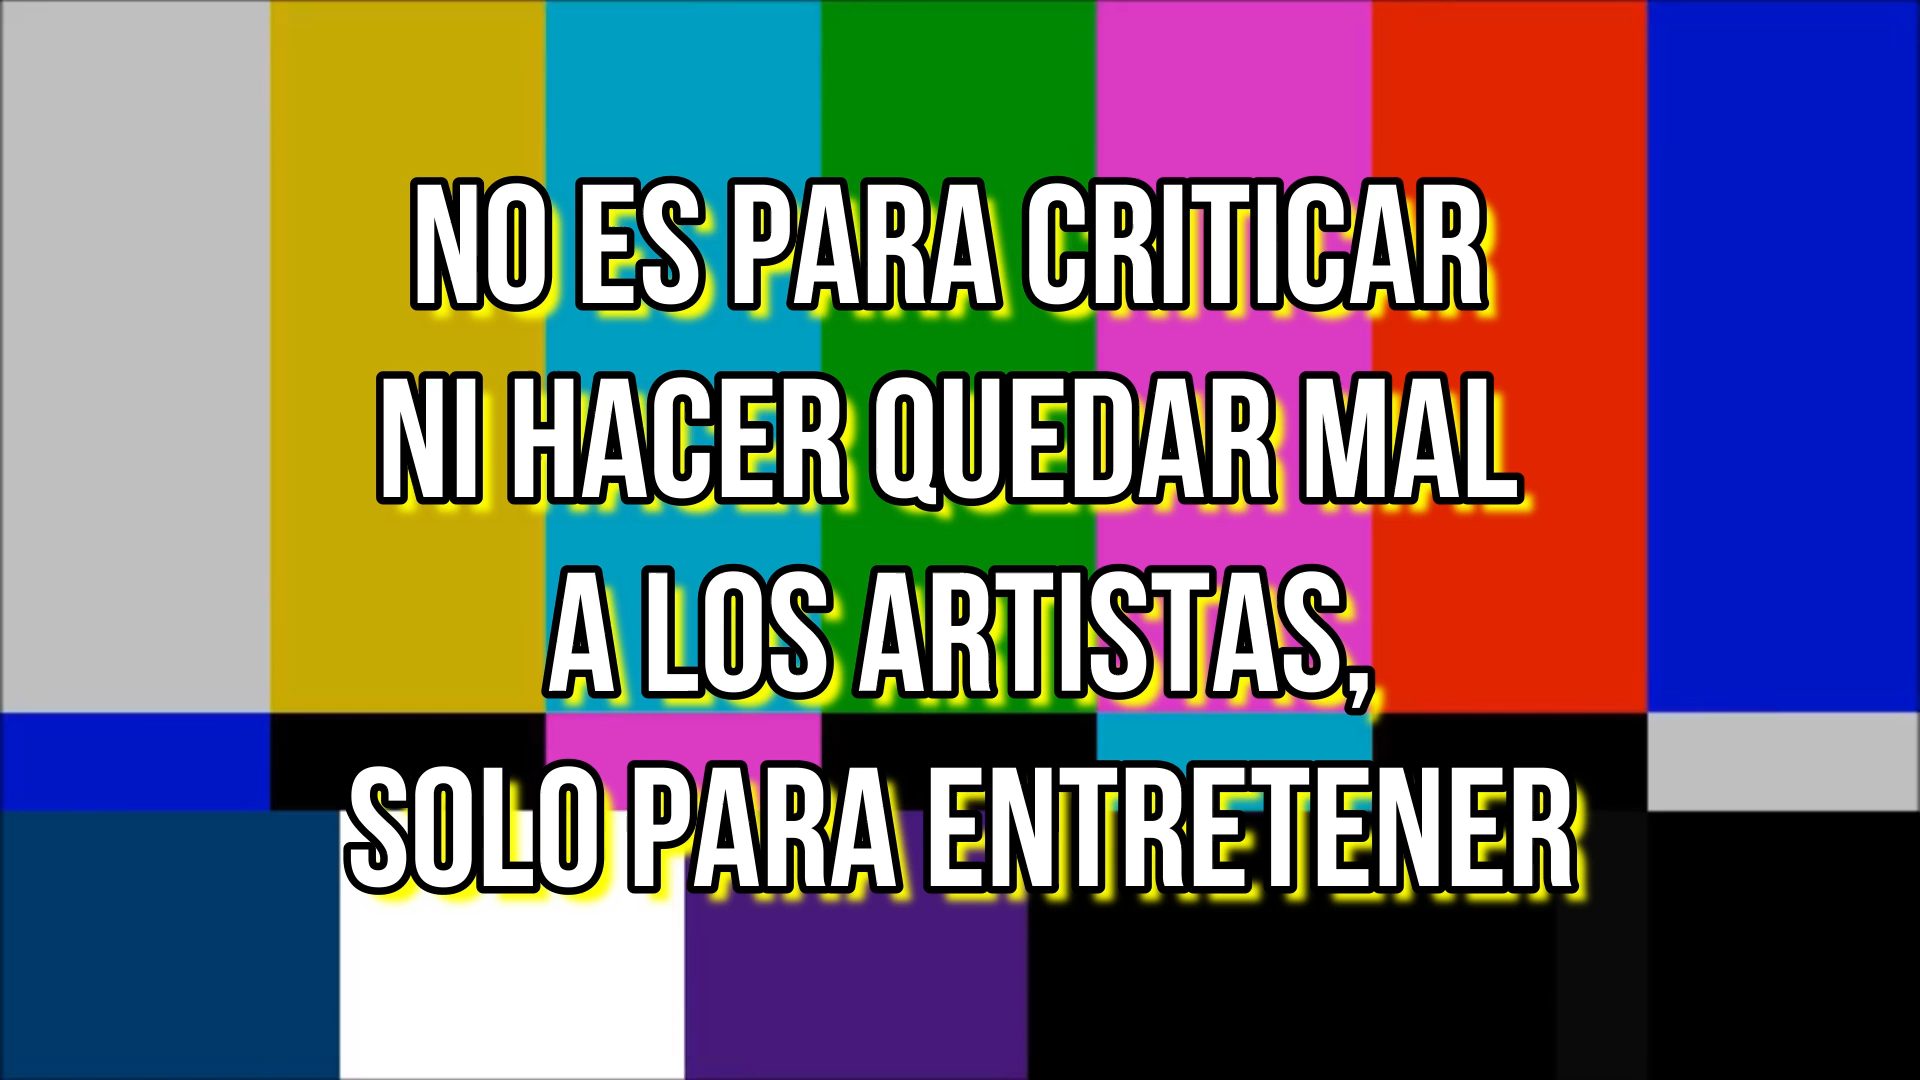 NO ES PARA CRITICAR
NI HACER QUEDAR MAL
A LOS ARTISTAS,
SOLO PARA ENTRETENER